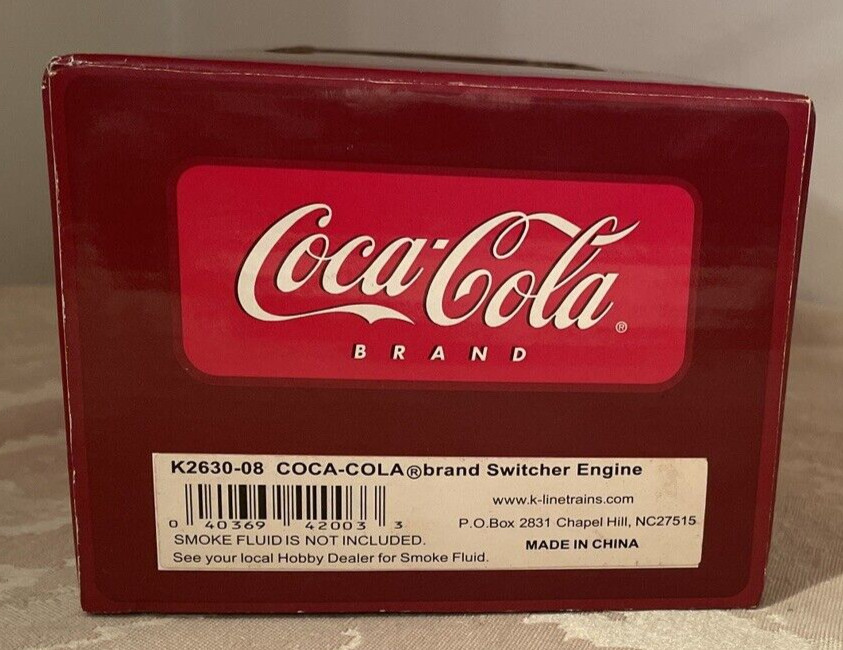 Coca-Cola®
BRAND
K2630-08 COCA-COLA®brand Switcher Engine
www.k-linetrains.com
0 40369 42003 3
P.O.Box 2831 Chapel Hill, NC27515
SMOKE FLUID IS NOT INCLUDED.
MADE IN CHINA
See your local Hobby Dealer for Smoke Fluid.